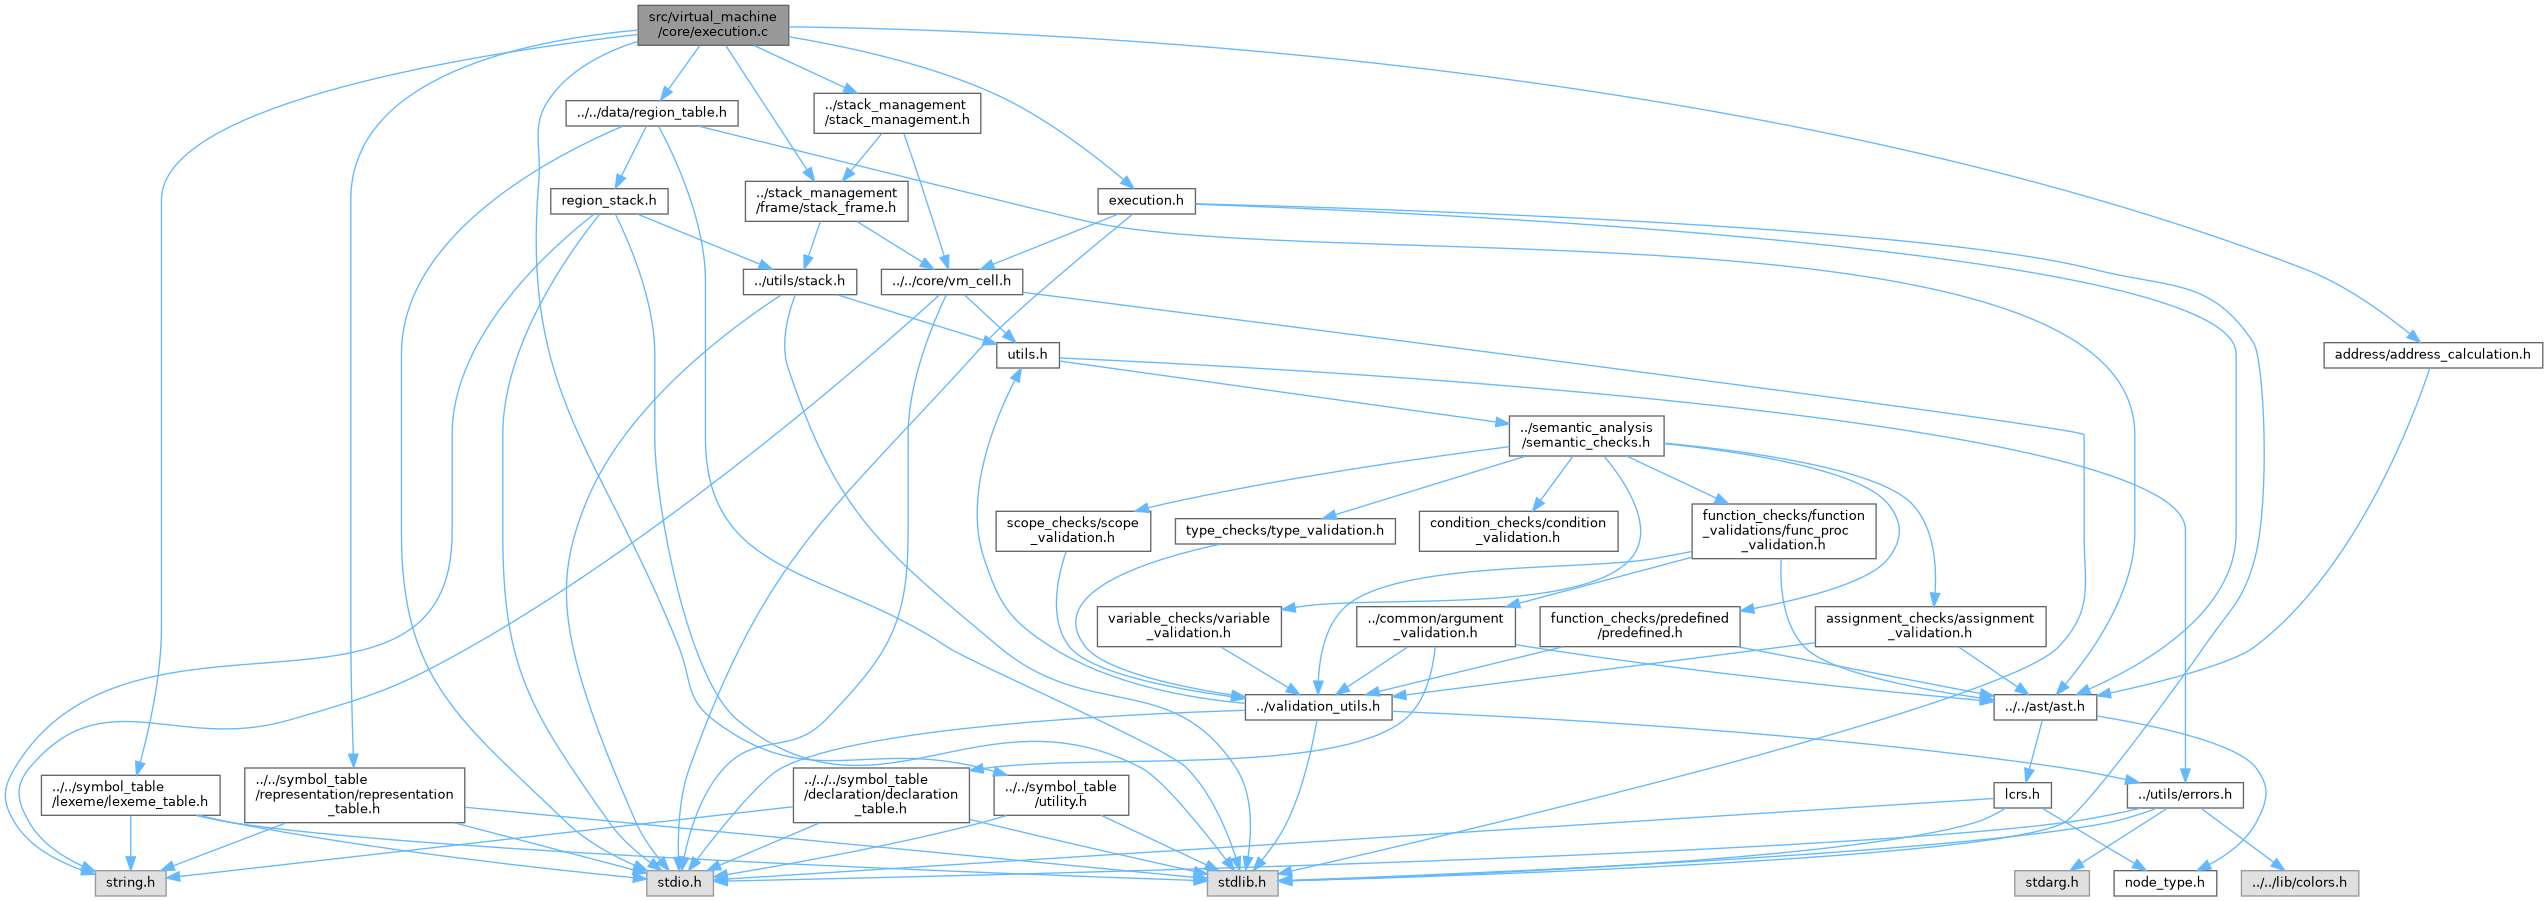 src/virtual_machine
/core/execution.c
../../data/region_table.h
../stack_management
/stack_management.h
region_stack.h
../stack_management
/frame/stack_frame.h
execution.h
../utils/stack.h
../../core/vm_cell.h
utils.h
address/address_calculation.h
../semantic_analysis
/semantic_checks.h
scope_checks/scope
_validation.h
type_checks/type_validation.h
condition_checks/condition
_validation.h
function_checks/function
_validations/func_proc
_validation.h
variable_checks/variable
_validation.h
../common/argument
_validation.h
function_checks/predefined
/predefined.h
assignment_checks/assignment
_validation.h
../validation_utils.h
../../ast/ast.h
../../symbol_table
/lexeme/lexeme_table.h
../../symbol_table
/representation/representation
_table.h
../../../symbol_table
/declaration/declaration
_table.h
../../symbol_table
/utility.h
lcrs.h
../utils/errors.h
string.h
stdio.h
stdlib.h
stdarg.h
node_type.h
../../lib/colors.h